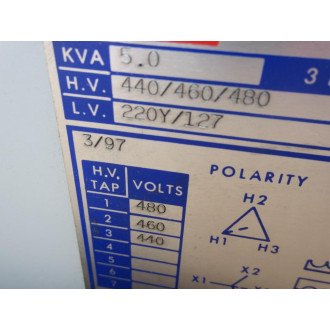 KVA 5.0 3
H.V. 440/460/480
L.V. 220Y/127
3/97
POLARITY
H.V. TAP VOLTS
1 480
2 460
3 440
4
5
6
7
H2
H1 H3
X2
X1